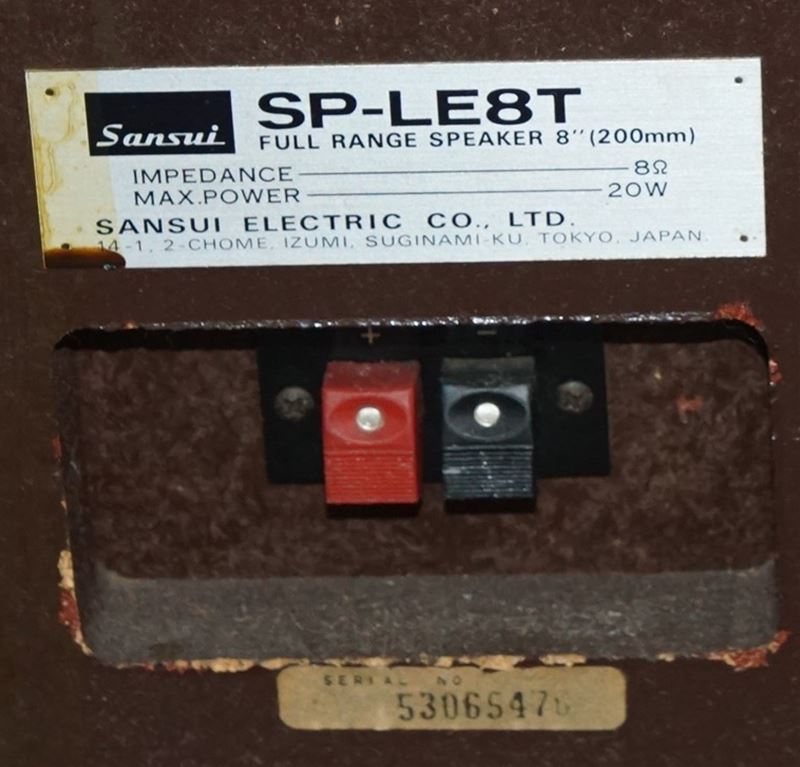 Sansui
SP-LE8T
FULL RANGE SPEAKER 8″ (200mm)
IMPEDANCE 8Ω
MAX.POWER 20W
SANSUI ELECTRIC CO., LTD.
14-1, 2-CHOME, IZUMI, SUGINAMI-KU, TOKYO, JAPAN.
+ −
SERIAL NO